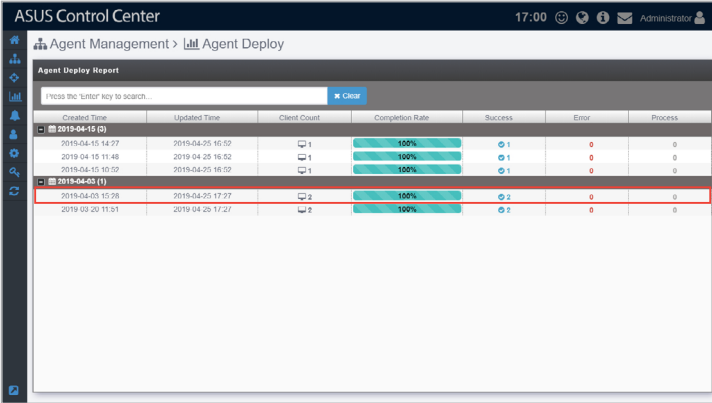 ASUS Control Center
17:00 Administrator
Agent Management > Agent Deploy
Agent Deploy Report
Press the 'Enter' key to search... × Clear
Created Time Updated Time Client Count Completion Rate Success Error Process
2019-04-15 (3)
2019-04-15 14:27 2019-04-25 16:52 1 100% 1 0 0
2019-04-15 11:48 2019-04-25 16:52 1 100% 1 0 0
2019-04-15 10:52 2019-04-25 16:52 1 100% 1 0 0
2019-04-03 (1)
2019-04-03 15:28 2019-04-25 17:27 2 100% 2 0 0
2019-03-20 11:51 2019-04-25 17:27 2 100% 2 0 0